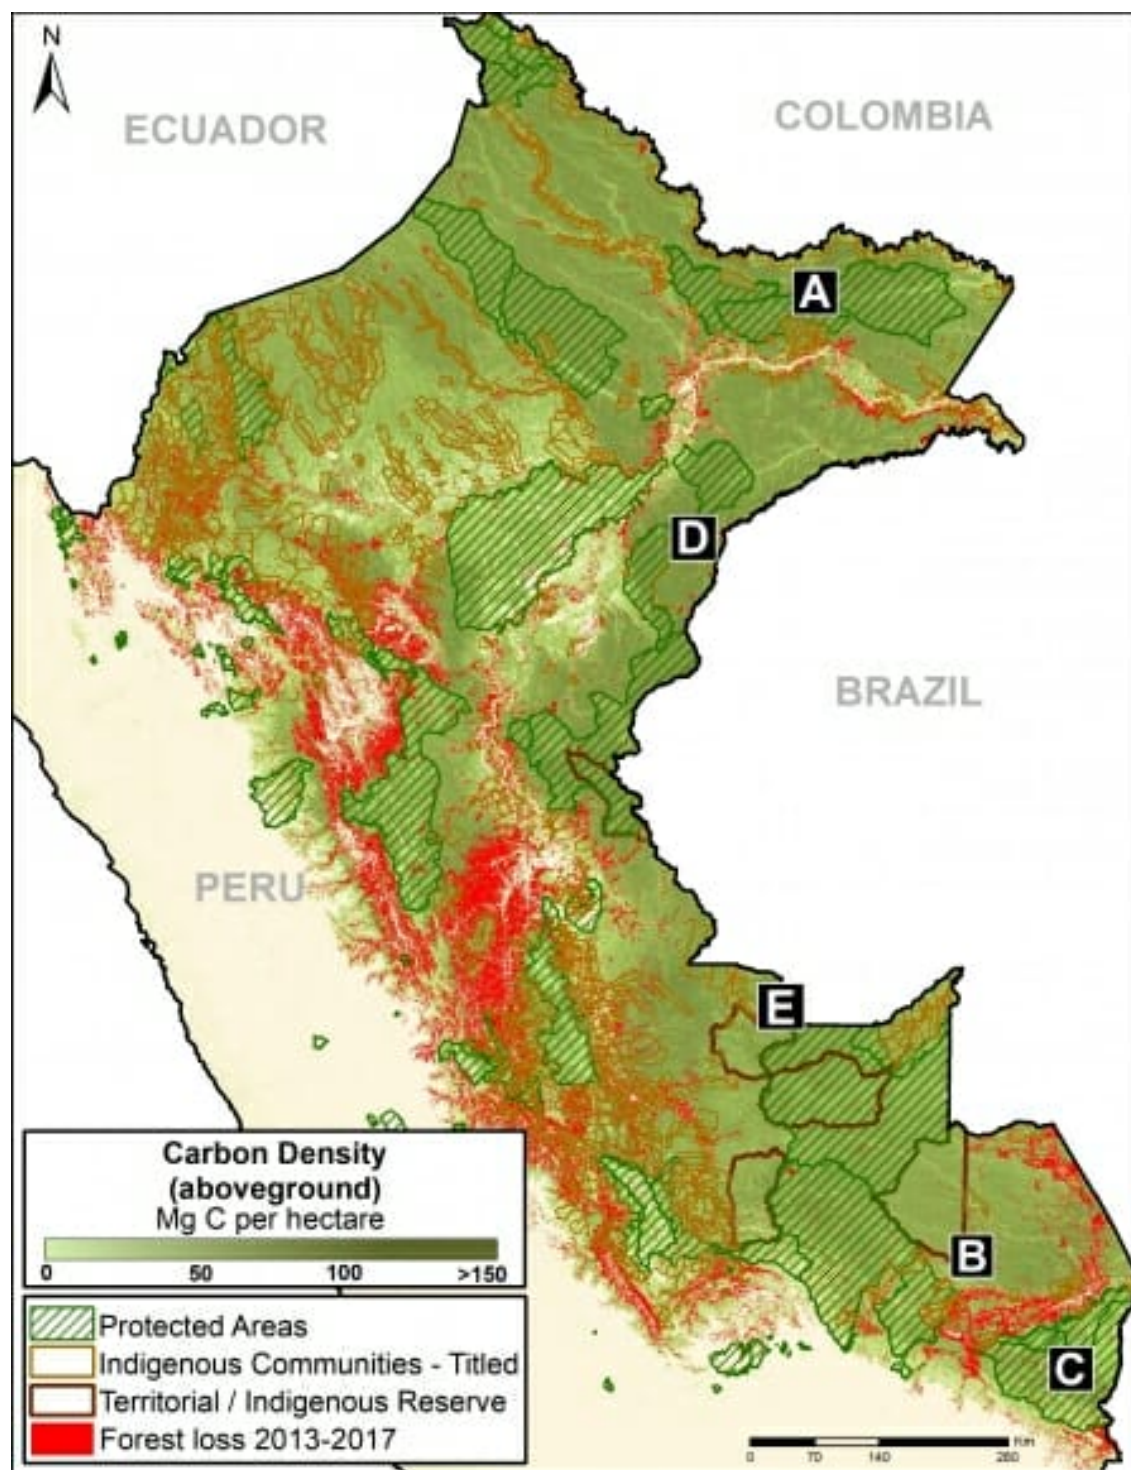 N
ECUADOR
COLOMBIA
A
D
BRAZIL
PERU
E
B
C
Carbon Density
(aboveground)
Mg C per hectare
0 50 100 >150
Protected Areas
Indigenous Communities - Titled
Territorial / Indigenous Reserve
Forest loss 2013-2017
Km
0 70 140 280